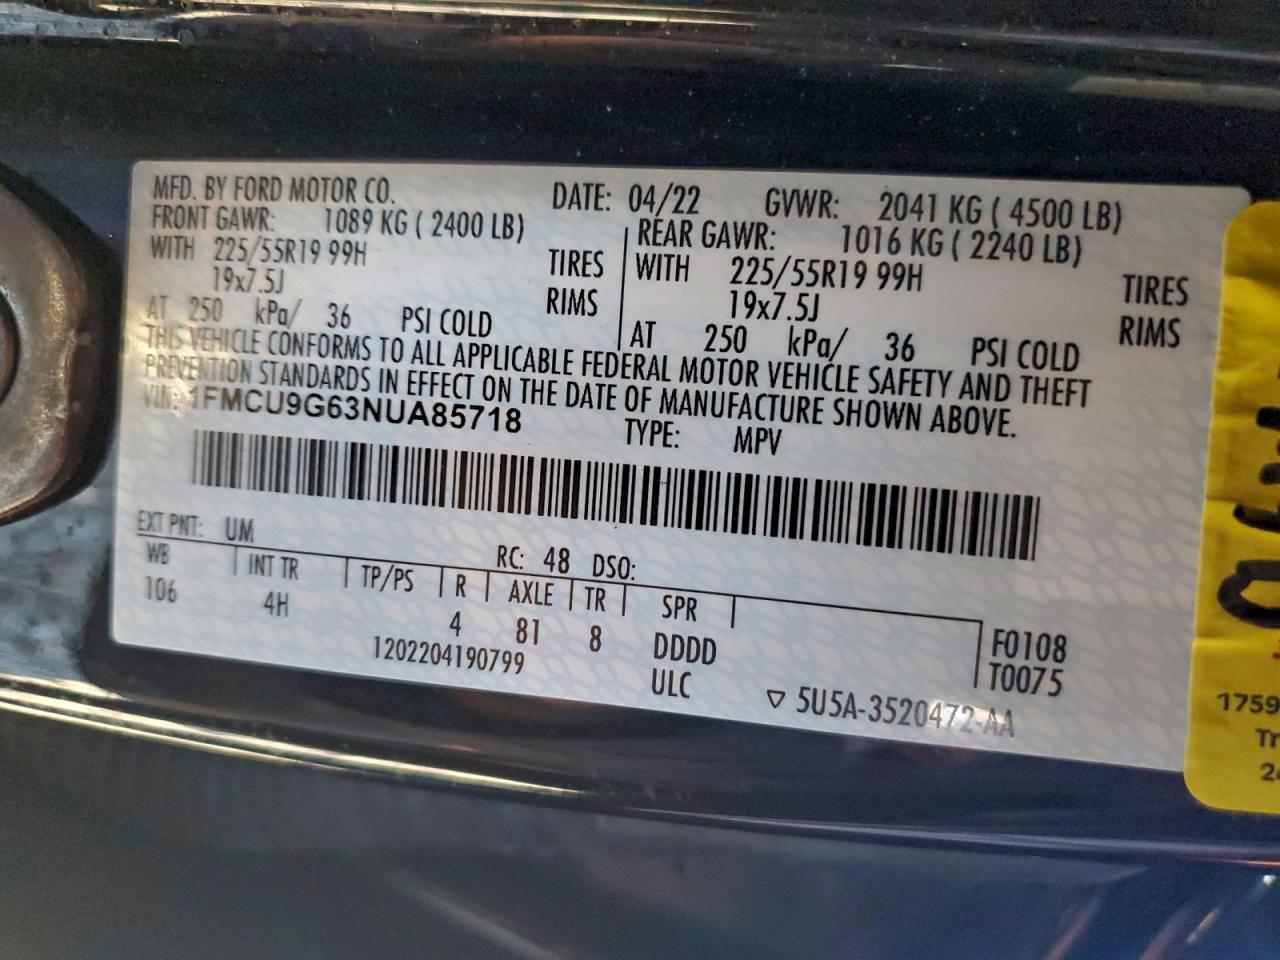 MFD. BY FORD MOTOR CO. DATE: 04/22 GVWR: 2041 KG ( 4500 LB)
FRONT GAWR: 1089 KG ( 2400 LB) REAR GAWR: 1016 KG ( 2240 LB)
WITH 225/55R19 99H TIRES WITH 225/55R19 99H TIRES
19x7.5J RIMS 19x7.5J RIMS
AT 250 kPa/ 36 PSI COLD AT 250 kPa/ 36 PSI COLD
THIS VEHICLE CONFORMS TO ALL APPLICABLE FEDERAL MOTOR VEHICLE SAFETY AND THEFT
PREVENTION STANDARDS IN EFFECT ON THE DATE OF MANUFACTURE SHOWN ABOVE.
VIN: 1FMCU9G63NUA85718 TYPE: MPV
EXT PNT: UM RC: 48 DSO:
WB INT TR TP/PS R AXLE TR SPR
106 4H 4 81 8 DDDD F0108
1202204190799 ULC T0075
▽ 5U5A-3520472-AA
1759
Tr